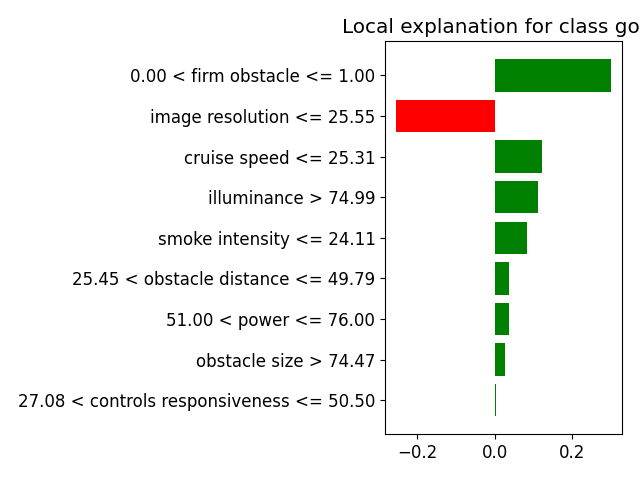 Local explanation for class go
0.00 < firm obstacle <= 1.00
image resolution <= 25.55
cruise speed <= 25.31
illuminance > 74.99
smoke intensity <= 24.11
25.45 < obstacle distance <= 49.79
51.00 < power <= 76.00
obstacle size > 74.47
27.08 < controls responsiveness <= 50.50
−0.2 0.0 0.2